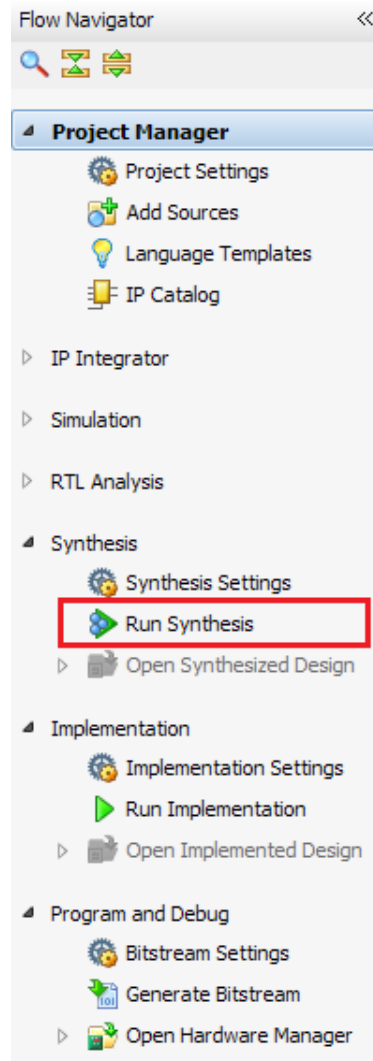 Flow Navigator
Project Manager
Project Settings
Add Sources
Language Templates
IP Catalog
IP Integrator
Simulation
RTL Analysis
Synthesis
Synthesis Settings
Run Synthesis
Open Synthesized Design
Implementation
Implementation Settings
Run Implementation
Open Implemented Design
Program and Debug
Bitstream Settings
Generate Bitstream
Open Hardware Manager